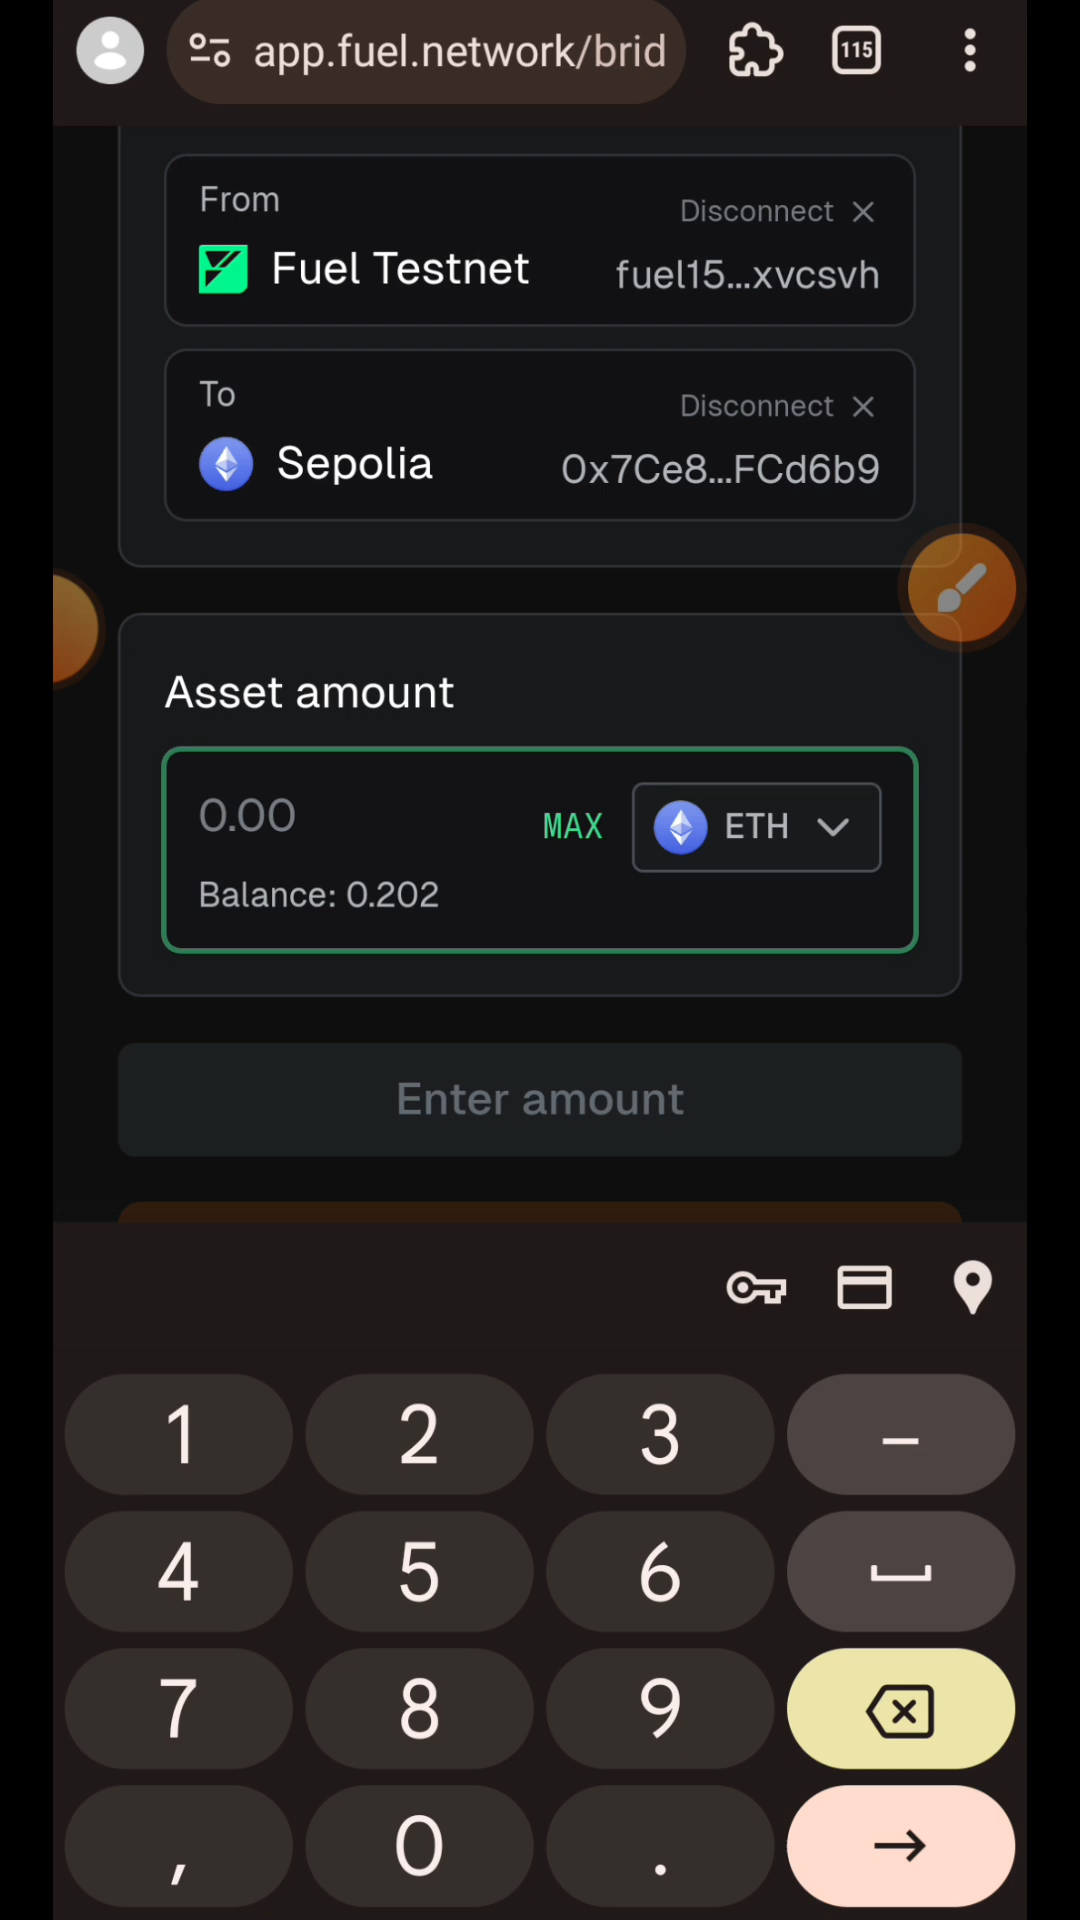 app.fuel.network/brid
115
From
Disconnect
Fuel Testnet
fuel15...xvcsvh
To
Disconnect
Sepolia
0x7Ce8...FCd6b9
Asset amount
0.00
MAX
ETH
Balance: 0.202
Enter amount
1 2 3 –
4 5 6
7 8 9
, 0 .